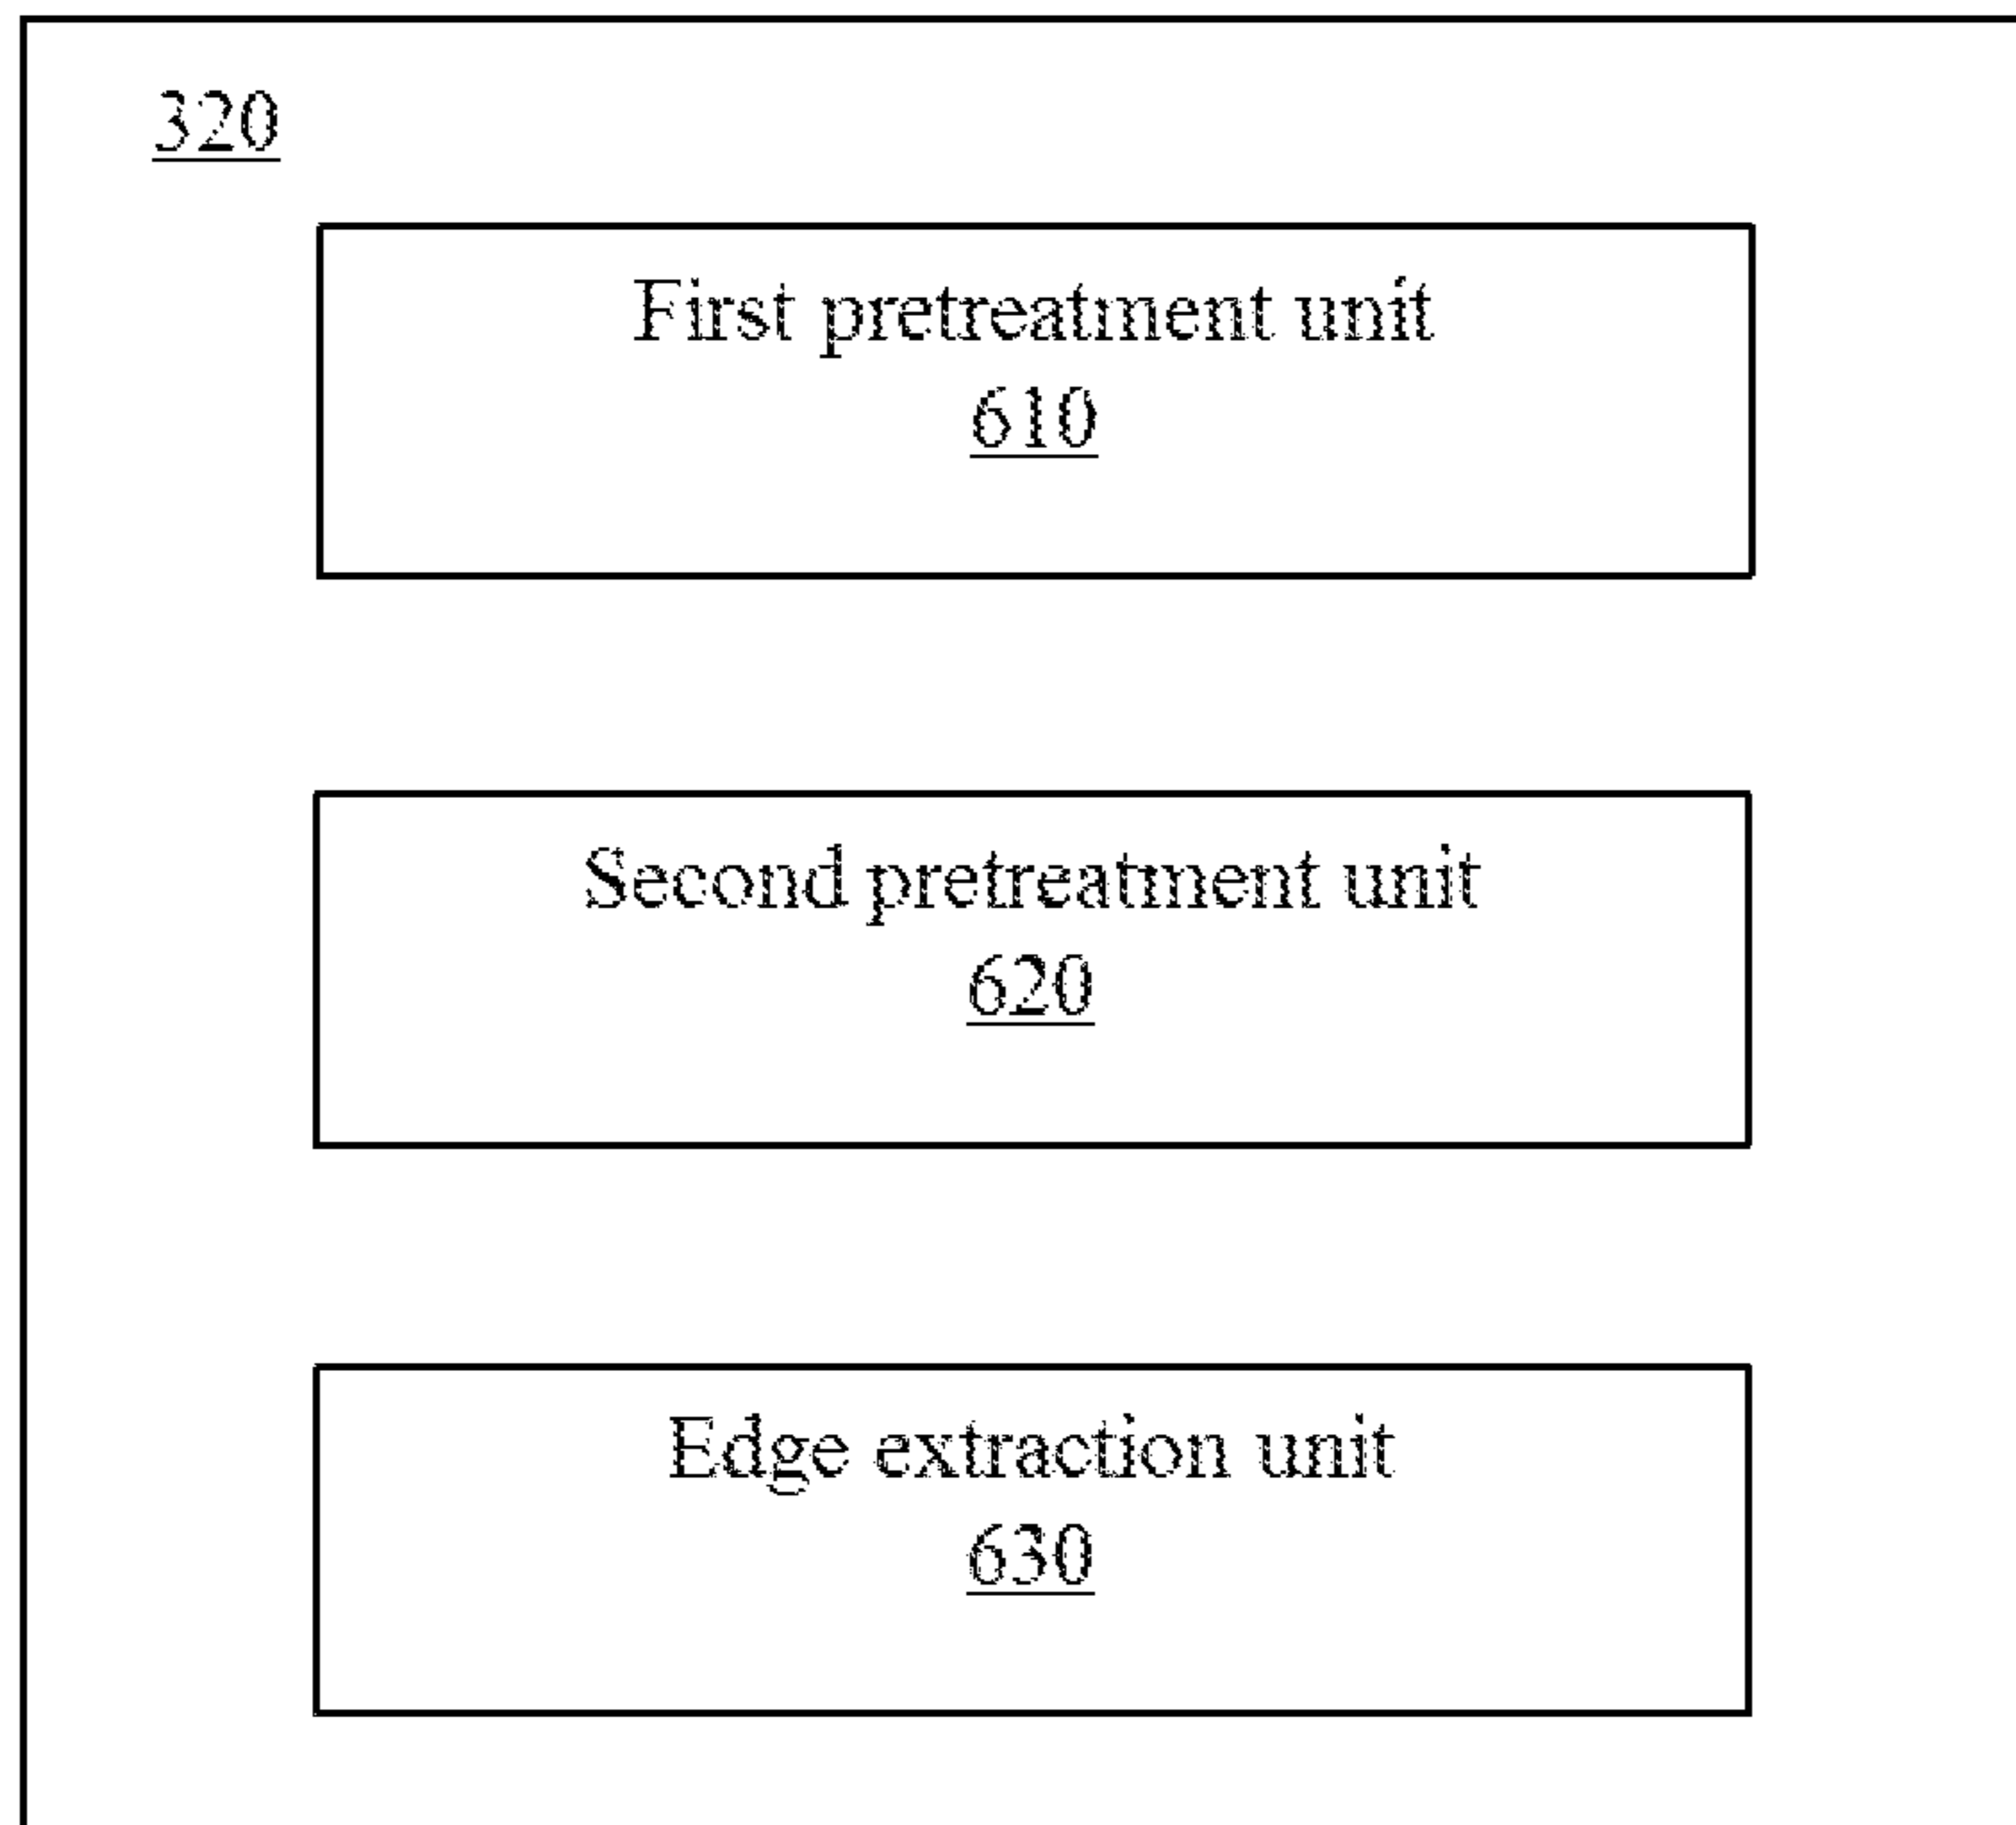 320
First pretreatment unit
610
Second pretreatment unit
620
Edge extraction unit
630